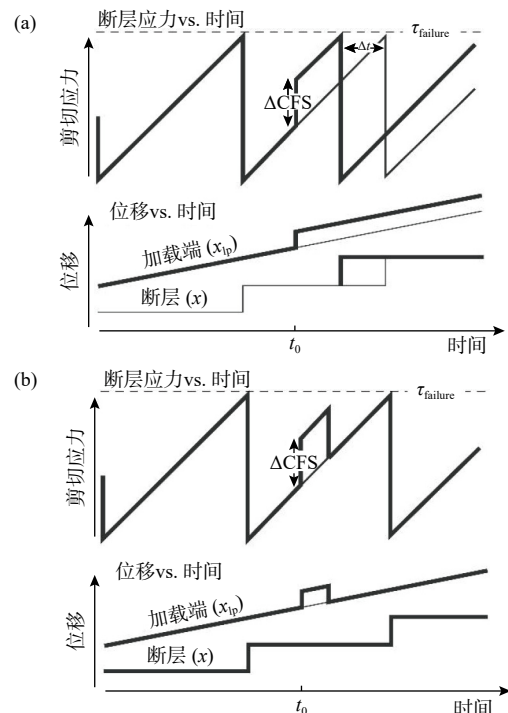 (a)
断层应力vs. 时间
τfailure
Δt
ΔCFS
剪切应力
位移vs. 时间
加载端 (xlp)
位移
断层 (x)
t0
时间
(b)
断层应力vs. 时间
τfailure
ΔCFS
剪切应力
位移vs. 时间
加载端 (xlp)
位移
断层 (x)
t0
时间